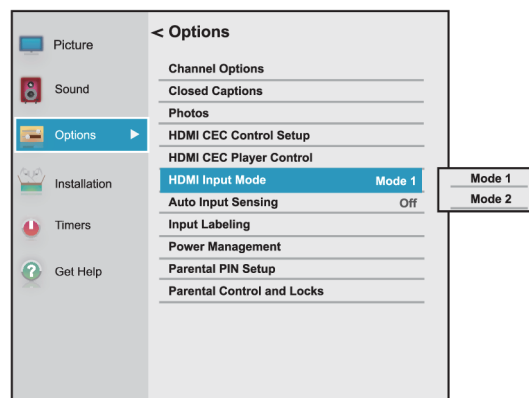 Picture
Sound
Options
Installation
Timers
Get Help
< Options
Channel Options
Closed Captions
Photos
HDMI CEC Control Setup
HDMI CEC Player Control
HDMI Input Mode Mode 1
Auto Input Sensing Off
Input Labeling
Power Management
Parental PIN Setup
Parental Control and Locks
Mode 1
Mode 2